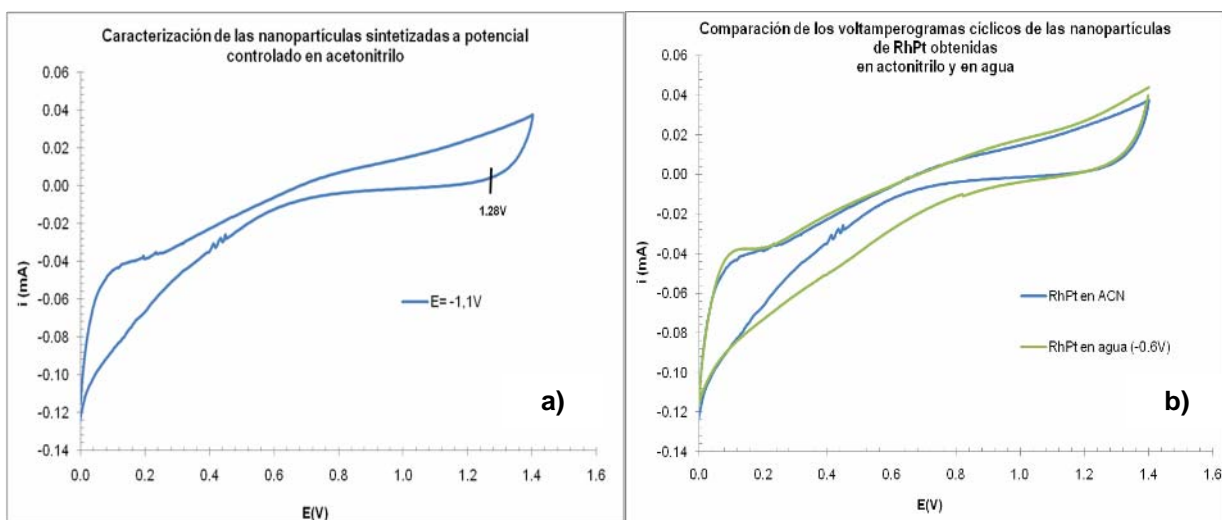 Caracterización de las nanopartículas sintetizadas a potencial
controlado en acetonitrilo
0.06
0.04
0.02
0.00
-0.02
-0.04
-0.06
-0.08
-0.10
-0.12
-0.14
i (mA)
1.28V
E= -1,1V
a)
0.0 0.2 0.4 0.6 0.8 1.0 1.2 1.4 1.6
E(V)
Comparación de los voltamperogramas cíclicos de las nanopartículas
de RhPt obtenidas
en actonitrilo y en agua
0.06
0.04
0.02
0.00
-0.02
-0.04
-0.06
-0.08
-0.10
-0.12
-0.14
i (mA)
RhPt en ACN
RhPt en agua (-0.6V)
b)
0.0 0.2 0.4 0.6 0.8 1.0 1.2 1.4 1.6
E(V)